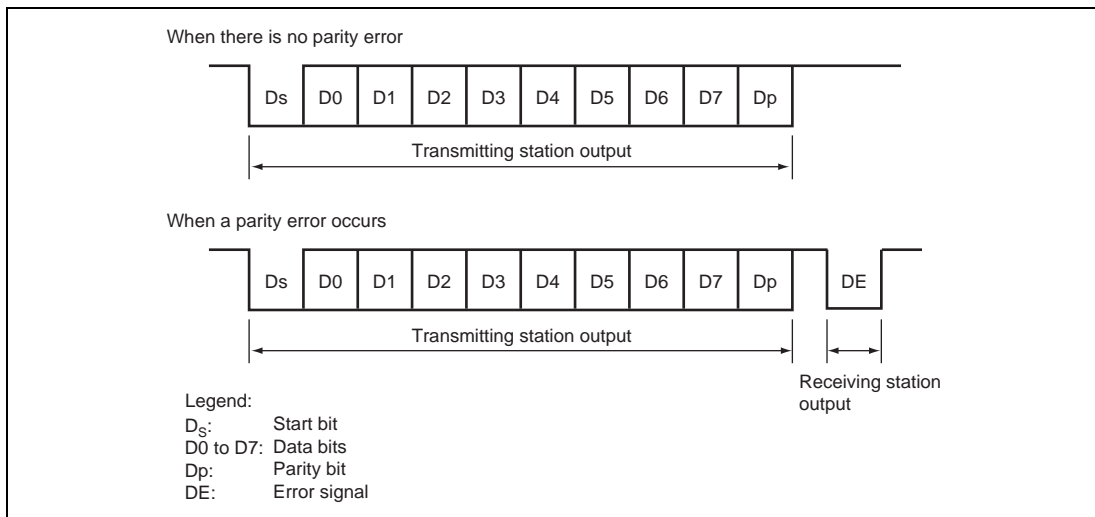 When there is no parity error
Ds D0 D1 D2 D3 D4 D5 D6 D7 Dp
Transmitting station output
When a parity error occurs
Ds D0 D1 D2 D3 D4 D5 D6 D7 Dp DE
Transmitting station output
Receiving station
output
Legend:
DS: Start bit
D0 to D7: Data bits
Dp: Parity bit
DE: Error signal